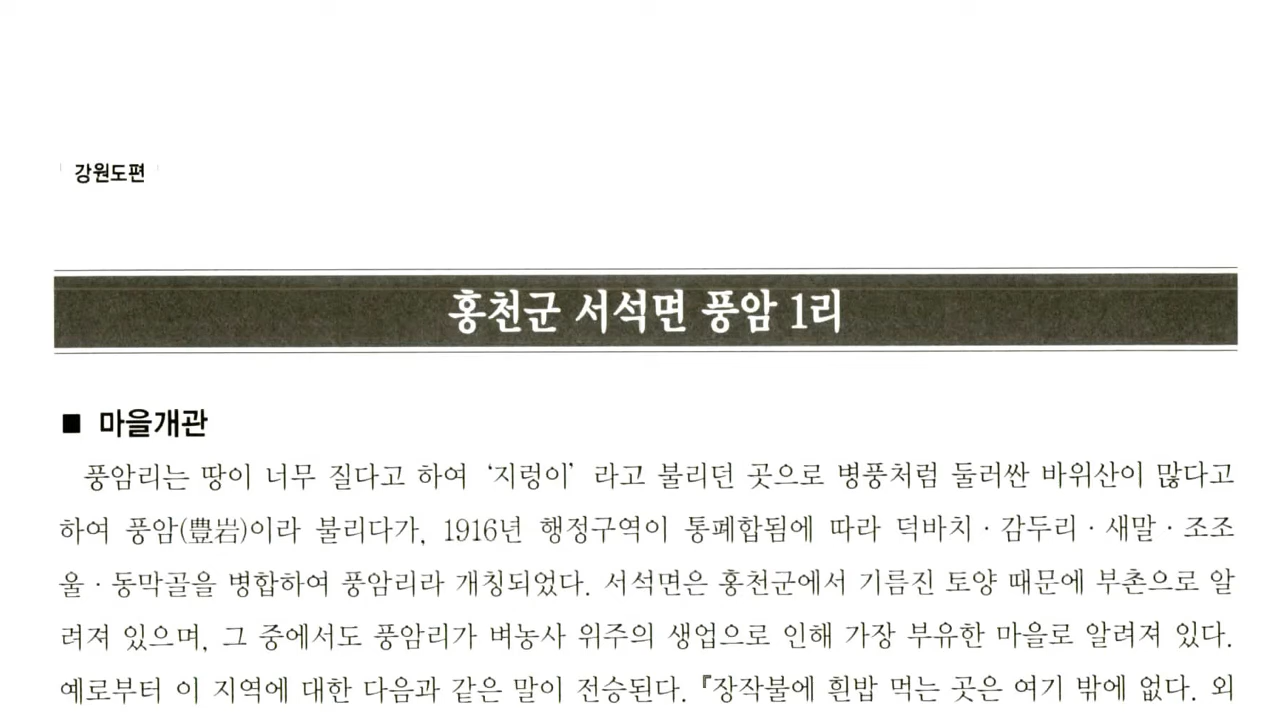 강원도편
홍천군 서석면 풍암 1리
■ 마을개관
풍암리는 땅이 너무 질다고 하여 ‘지렁이’ 라고 불리던 곳으로 병풍처럼 둘러싼 바위산이 많다고
하여 풍암(豊岩)이라 불리다가, 1916년 행정구역이 통폐합됨에 따라 덕바치·감두리·새말·조조
울·동막골을 병합하여 풍암리라 개칭되었다. 서석면은 홍천군에서 기름진 토양 때문에 부촌으로 알
려져 있으며, 그 중에서도 풍암리가 벼농사 위주의 생업으로 인해 가장 부유한 마을로 알려져 있다.
예로부터 이 지역에 대한 다음과 같은 말이 전승된다. 『장작불에 흰밥 먹는 곳은 여기 밖에 없다. 외